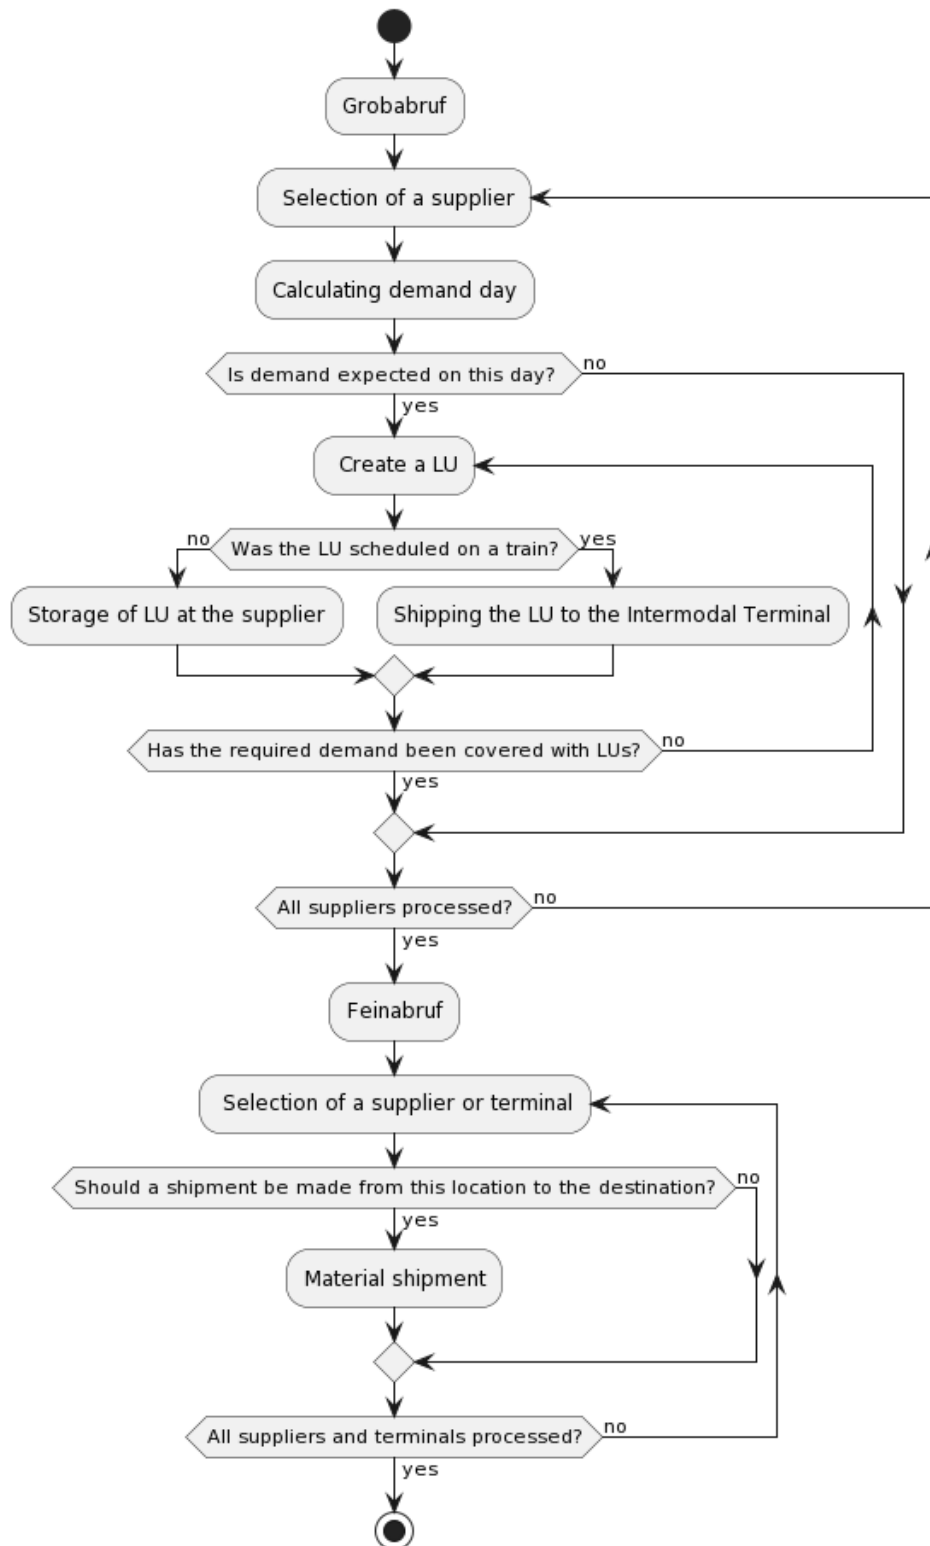 Grobabruf
Selection of a supplier
Calculating demand day
Is demand expected on this day?
no
yes
Create a LU
no
Was the LU scheduled on a train?
yes
Storage of LU at the supplier
Shipping the LU to the Intermodal Terminal
Has the required demand been covered with LUs?
no
yes
All suppliers processed?
no
yes
Feinabruf
Selection of a supplier or terminal
Should a shipment be made from this location to the destination?
no
yes
Material shipment
All suppliers and terminals processed?
no
yes